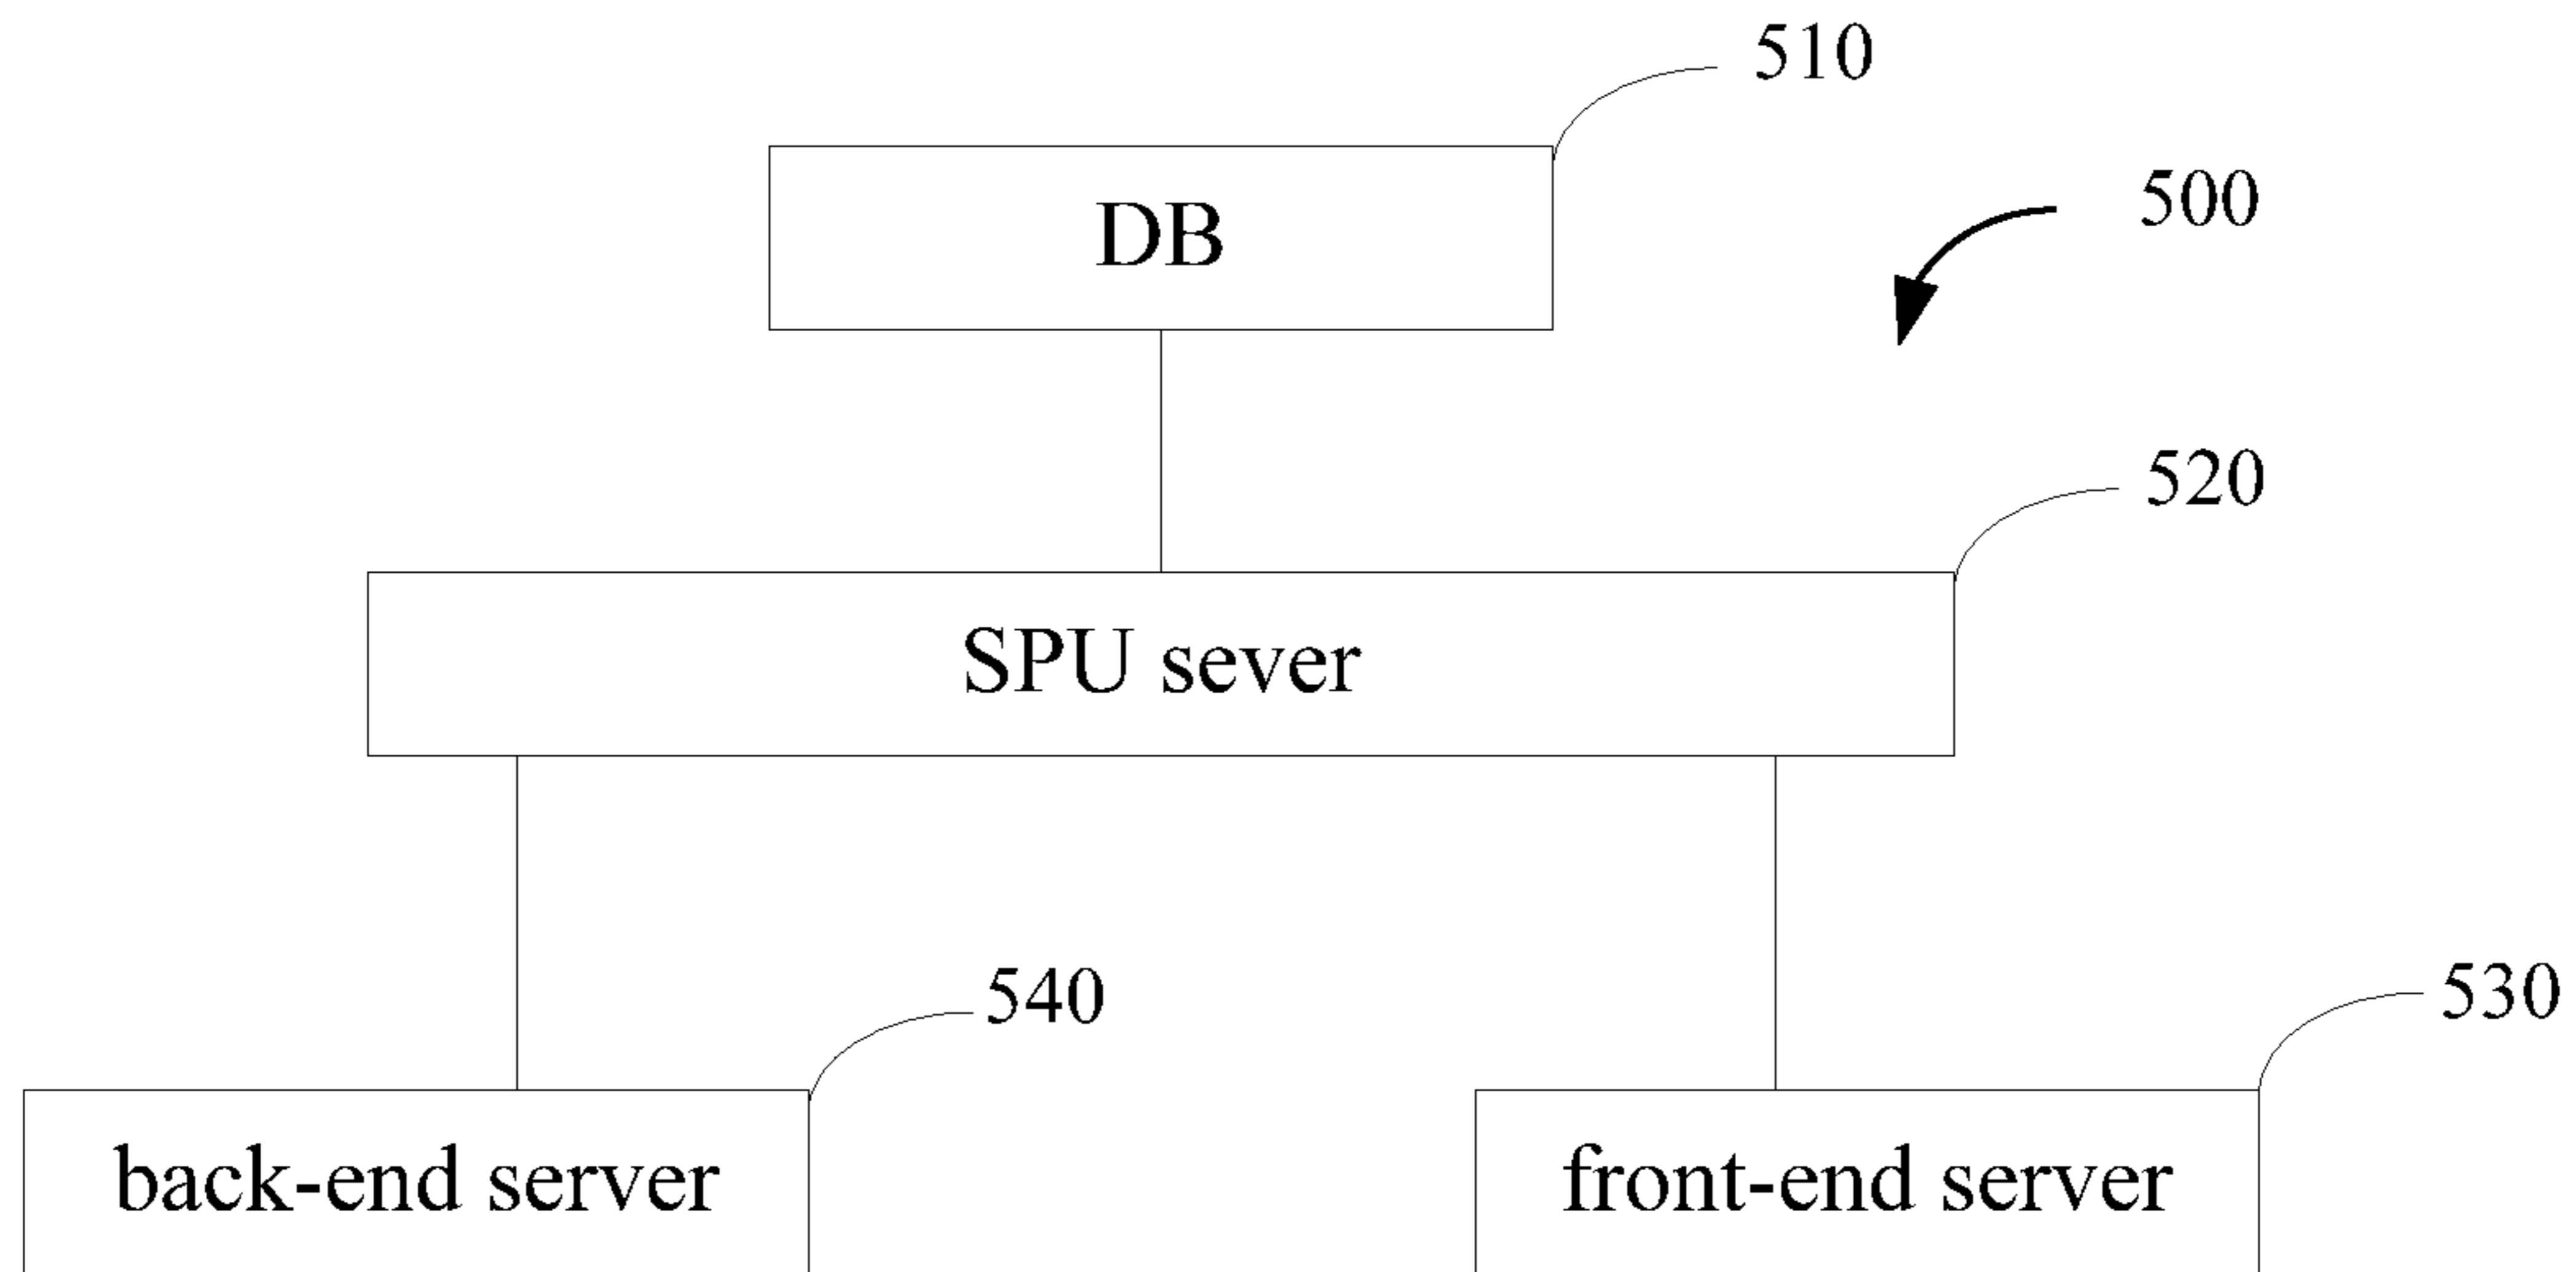 510
DB
500
520
SPU sever
540
530
back-end server
front-end server